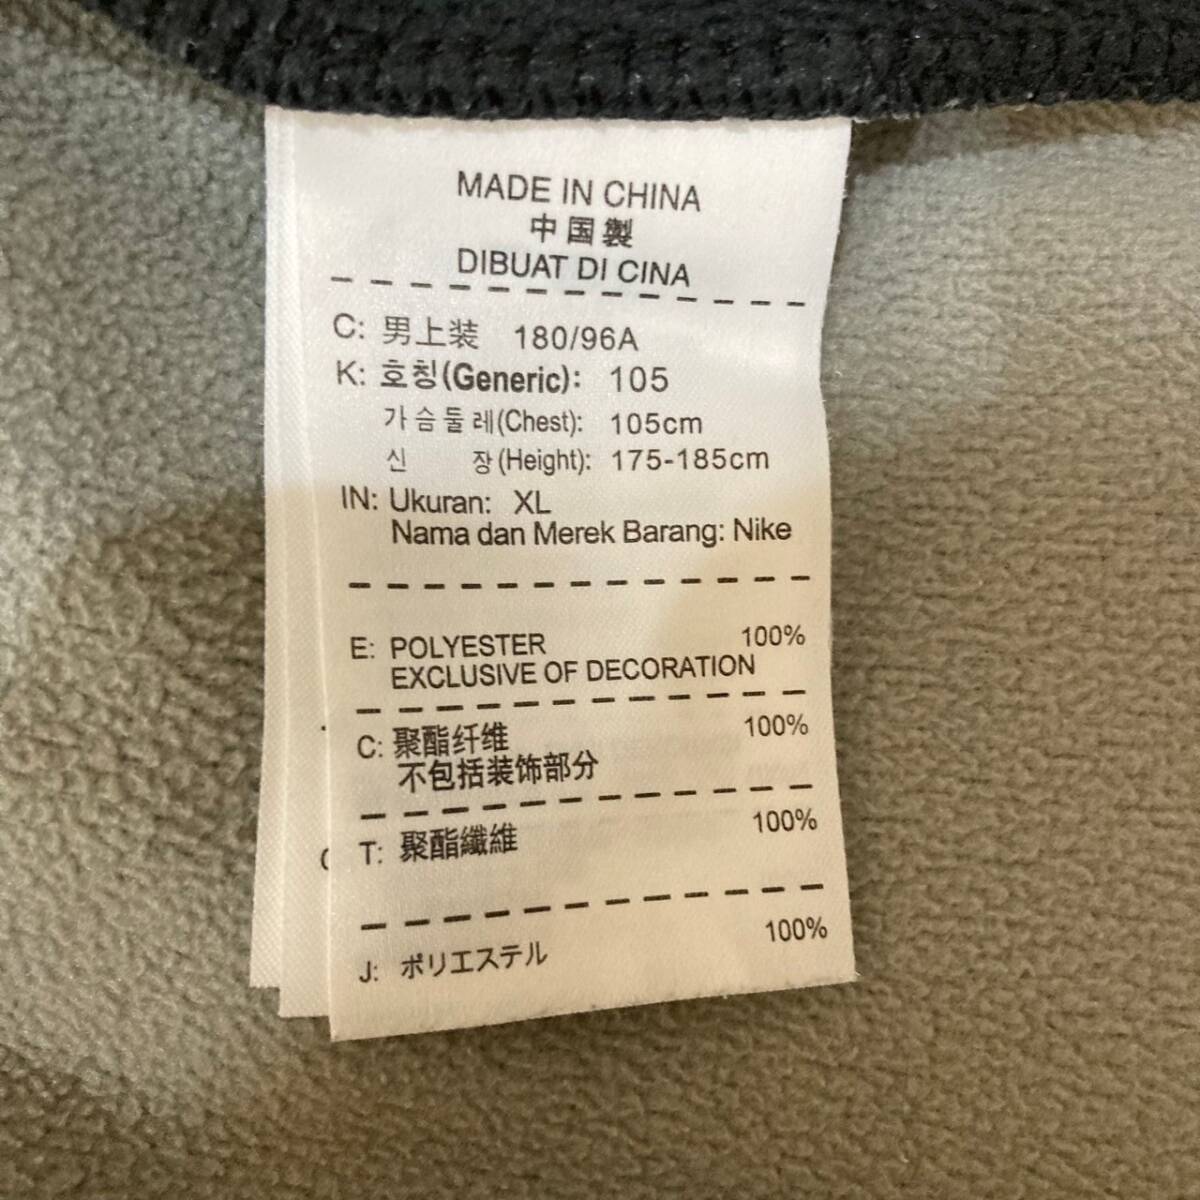 MADE IN CHINA
中国製
DIBUAT DI CINA
C: 男上装 180/96A
K: 호칭(Generic): 105
가슴둘레(Chest): 105cm
신 장(Height): 175-185cm
IN: Ukuran: XL
Nama dan Merek Barang: Nike
E: POLYESTER 100%
EXCLUSIVE OF DECORATION
C: 聚酯纤维 100%
不包括装饰部分
T: 聚酯纖維 100%
J: ポリエステル 100%